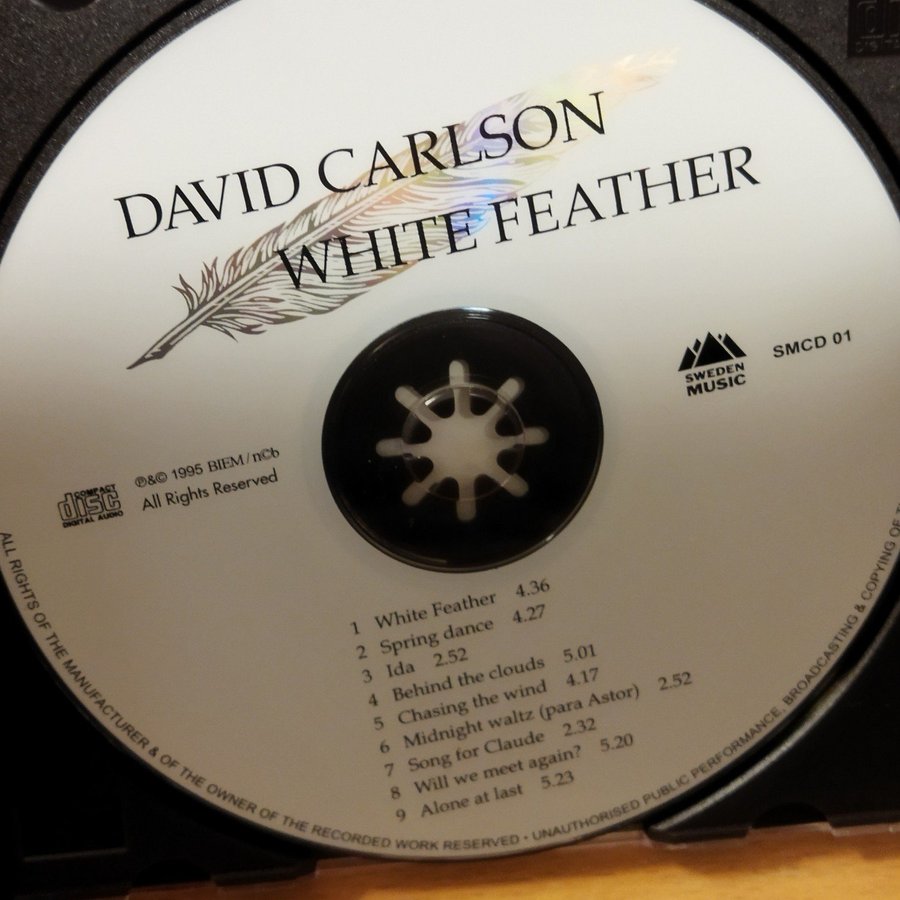 DAVID CARLSON
WHITE FEATHER
SWEDEN
MUSIC
SMCD 01
COMPACT
disc
DIGITAL AUDIO
℗&© 1995 BIEM / n©b
All Rights Reserved
1 White Feather 4.36
2 Spring dance 4.27
3 Ida 2.52
4 Behind the clouds 5.01
5 Chasing the wind 4.17
6 Midnight waltz (para Astor) 2.52
7 Song for Claude 2.32
8 Will we meet again? 5.20
9 Alone at last 5.23
ALL RIGHTS OF THE MANUFACTURER & OF THE OWNER OF THE RECORDED WORK RESERVED • UNAUTHORISED PUBLIC PERFORMANCE, BROADCASTING & COPYING OF